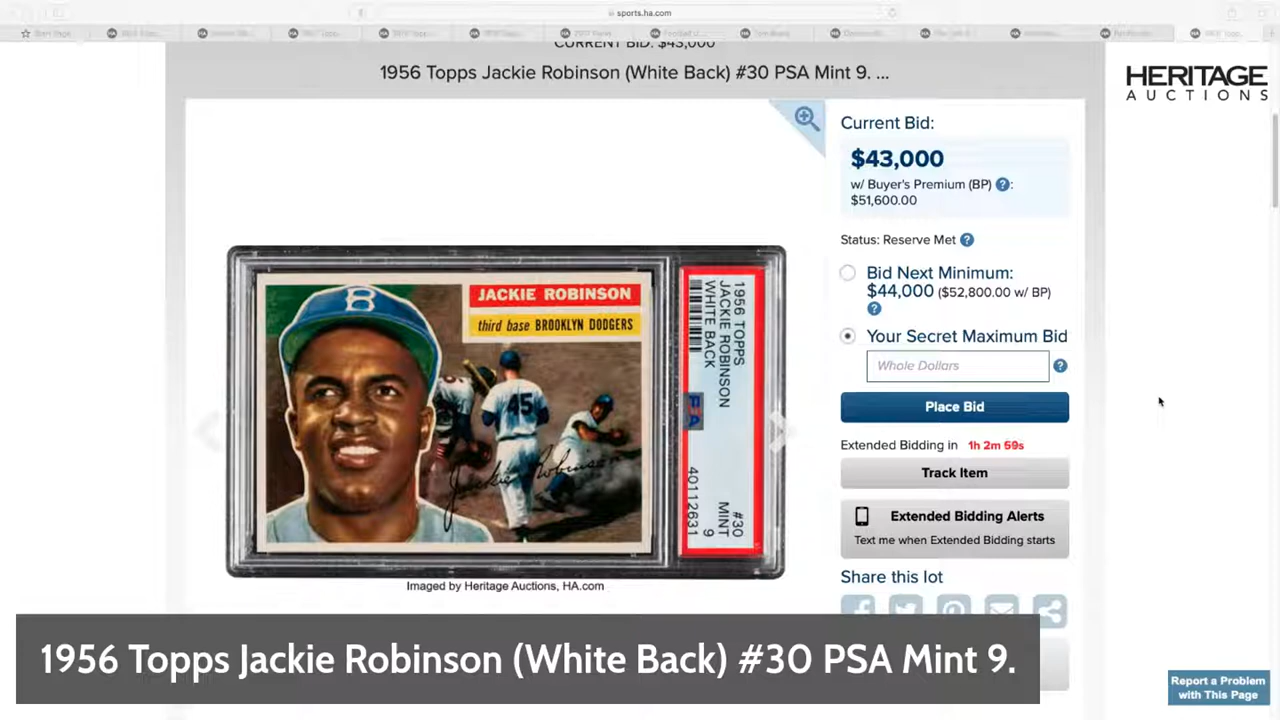 sports.ha.com
Start Page
CURRENT BID: $43,000
1956 Topps Jackie Robinson (White Back) #30 PSA Mint 9. ...
HERITAGE
AUCTIONS
Current Bid:
$43,000
w/ Buyer's Premium (BP) ? :
$51,600.00
Status: Reserve Met ?
Bid Next Minimum:
$44,000 ($52,800.00 w/ BP)
?
Your Secret Maximum Bid
Whole Dollars ?
Place Bid
Extended Bidding in 1h 2m 59s
Track Item
Extended Bidding Alerts
Text me when Extended Bidding starts
Share this lot
B
JACKIE ROBINSON
third base BROOKLYN DODGERS
45
Jackie Robinson
1956 TOPPS #30
JACKIE ROBINSON MINT
WHITE BACK 9
PSA 40112631
Imaged by Heritage Auctions, HA.com
1956 Topps Jackie Robinson (White Back) #30 PSA Mint 9.
Report a Problem
with This Page